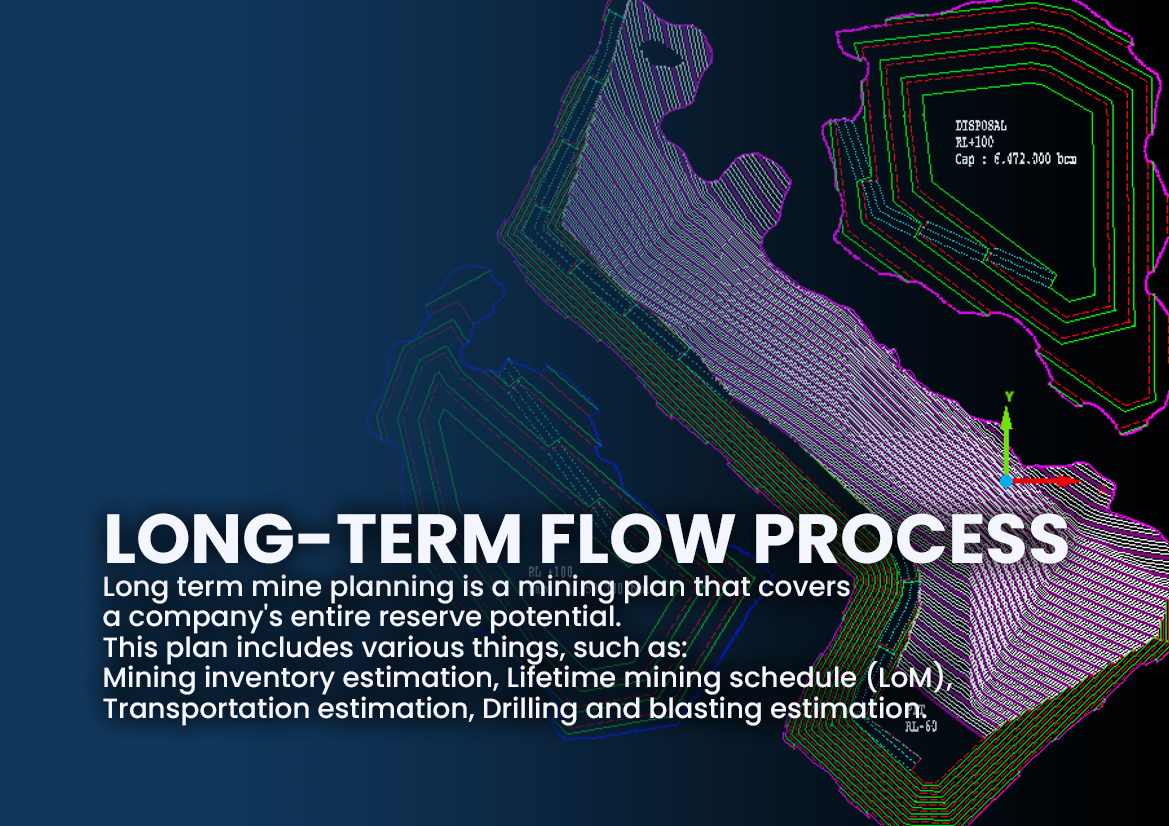 DISPOSAL
RL+100
Cap : 6.472.000 bcm
Y
LONG-TERM FLOW PROCESS
RL +100
Long term mine planning is a mining plan that covers
a company's entire reserve potential.
This plan includes various things, such as:
Mining inventory estimation, Lifetime mining schedule (LoM),
Transportation estimation, Drilling and blasting estimation.
RL-60